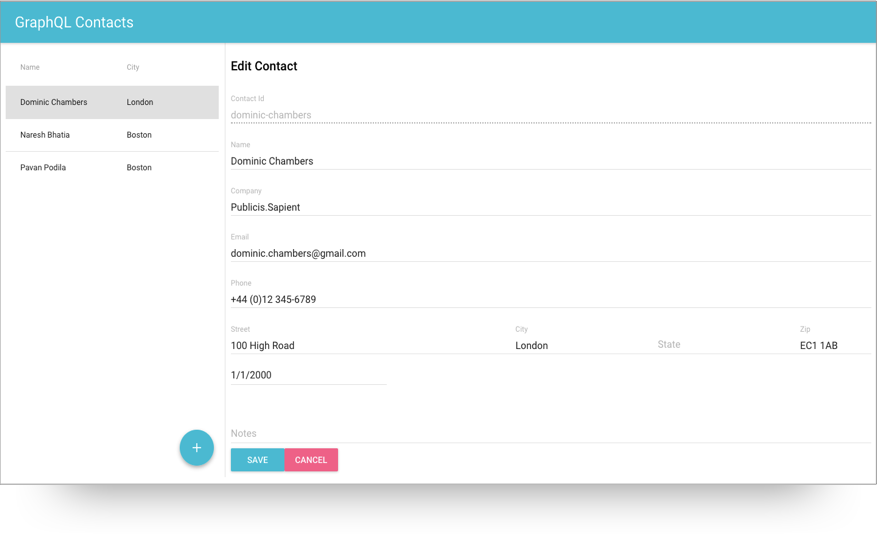 GraphQL Contacts
Name City
Dominic Chambers London
Naresh Bhatia Boston
Pavan Podila Boston
+
Edit Contact
Contact Id
dominic-chambers
Name
Dominic Chambers
Company
Publicis.Sapient
Email
dominic.chambers@gmail.com
Phone
+44 (0)12 345-6789
Street City Zip
100 High Road London State EC1 1AB
1/1/2000
Notes
SAVE CANCEL